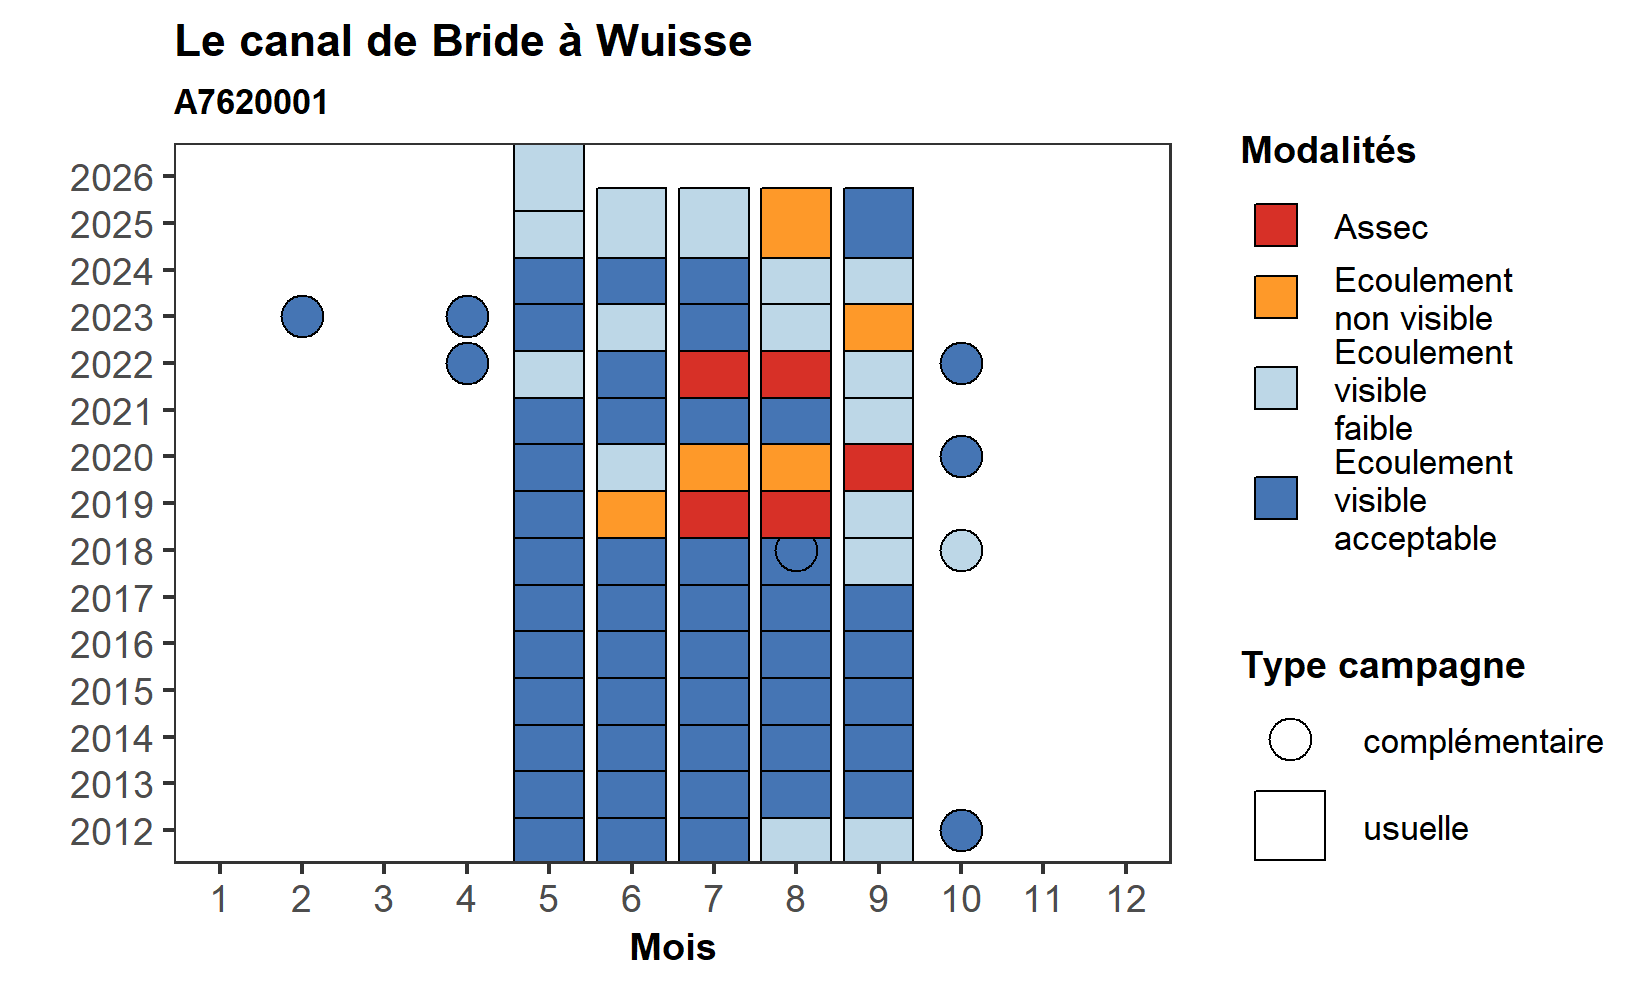 Le canal de Bride à Wuisse
A7620001
2026
2025
2024
2023
2022
2021
2020
2019
2018
2017
2016
2015
2014
2013
2012
1 2 3 4 5 6 7 8 9 10 11 12
Mois
Modalités
Assec
Ecoulement
non visible
Ecoulement
visible
faible
Ecoulement
visible
acceptable
Type campagne
complémentaire
usuelle